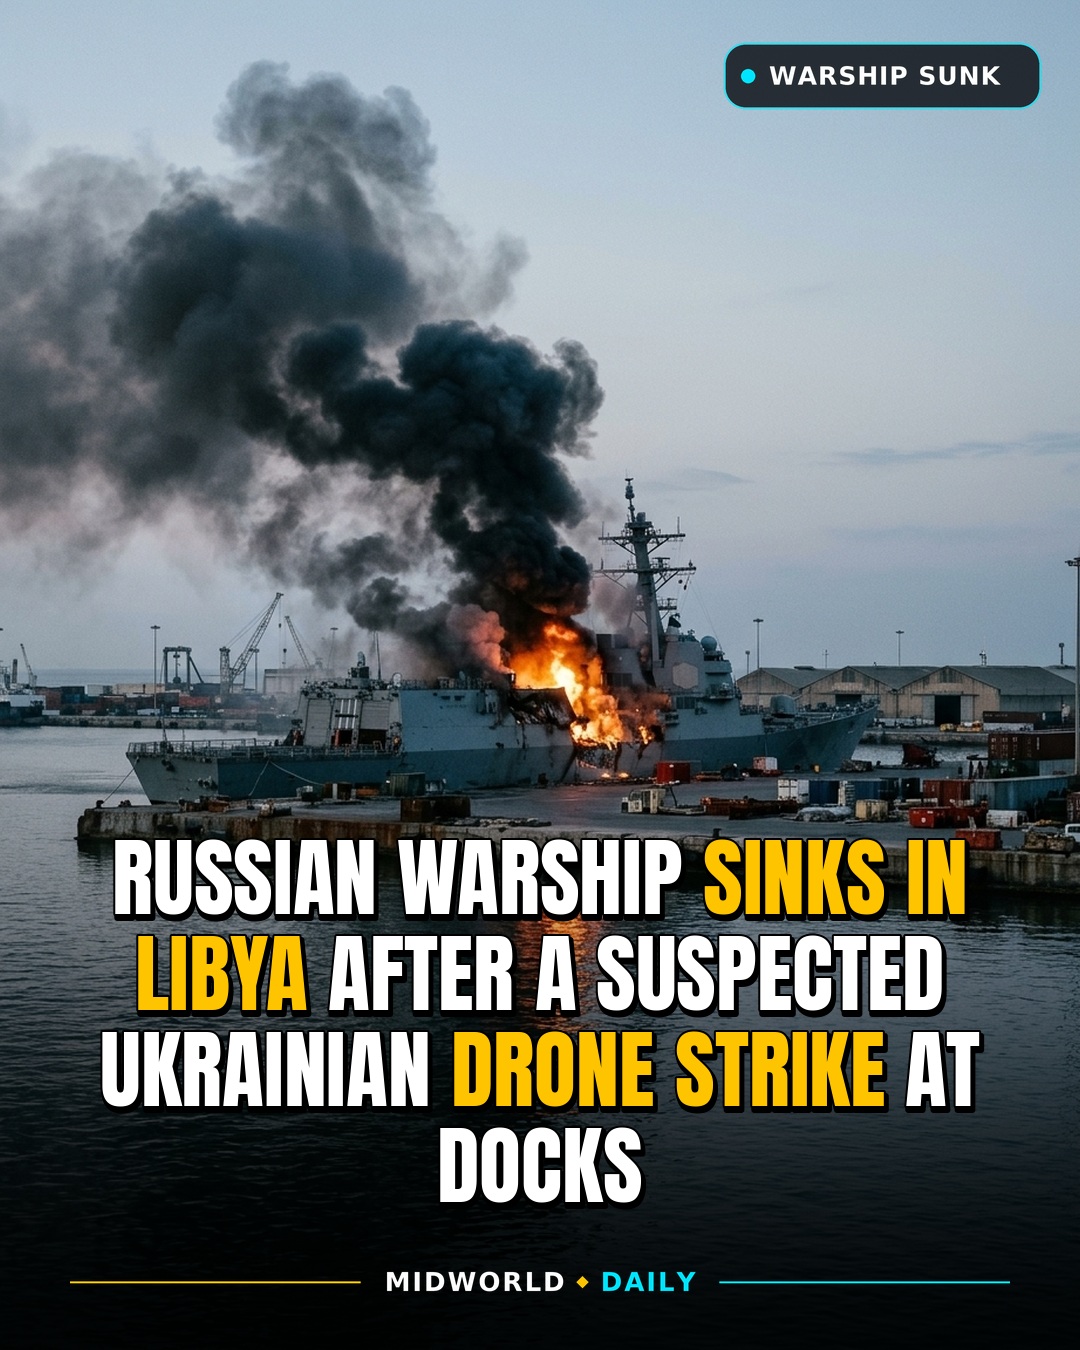 WARSHIP SUNK
RUSSIAN WARSHIP SINKS IN
LIBYA AFTER A SUSPECTED
UKRAINIAN DRONE STRIKE AT
DOCKS
MIDWORLD ◆ DAILY